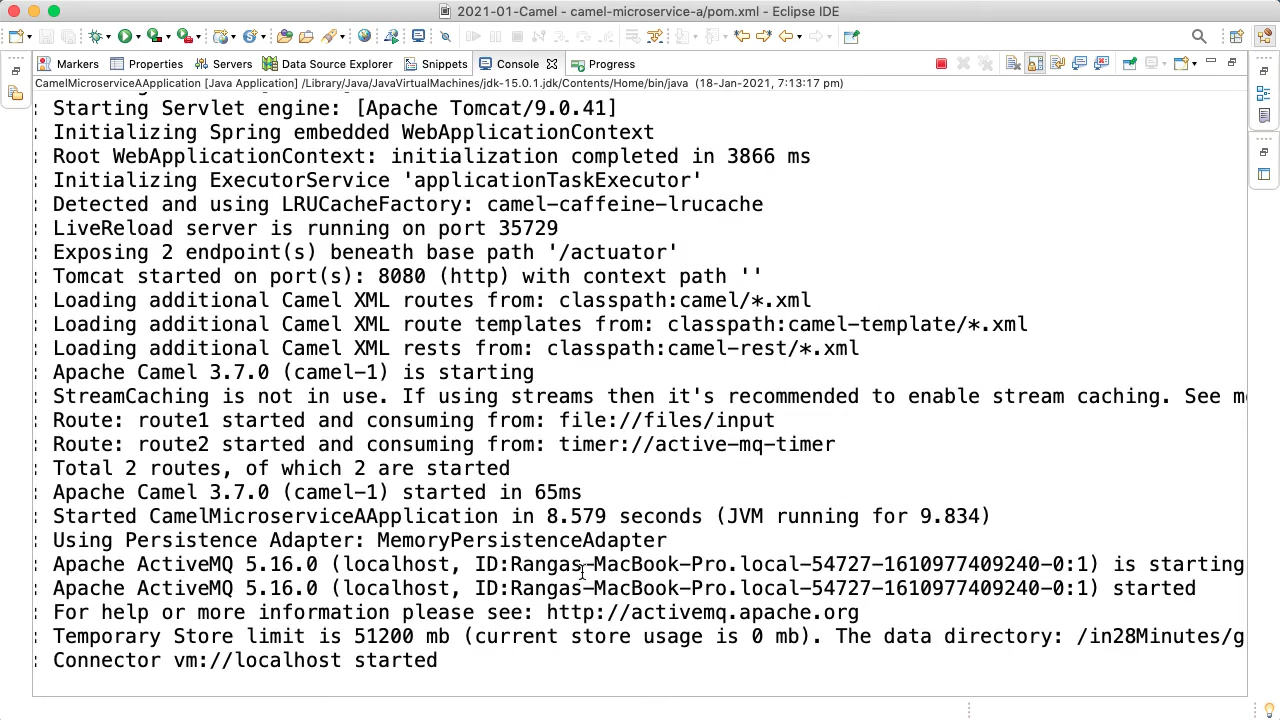 2021-01-Camel - camel-microservice-a/pom.xml - Eclipse IDE
Markers Properties Servers Data Source Explorer Snippets Console Progress
CamelMicroserviceAApplication [Java Application] /Library/Java/JavaVirtualMachines/jdk-15.0.1.jdk/Contents/Home/bin/java (18-Jan-2021, 7:13:17 pm)
: Starting Servlet engine: [Apache Tomcat/9.0.41]
: Initializing Spring embedded WebApplicationContext
: Root WebApplicationContext: initialization completed in 3866 ms
: Initializing ExecutorService 'applicationTaskExecutor'
: Detected and using LRUCacheFactory: camel-caffeine-lrucache
: LiveReload server is running on port 35729
: Exposing 2 endpoint(s) beneath base path '/actuator'
: Tomcat started on port(s): 8080 (http) with context path ''
: Loading additional Camel XML routes from: classpath:camel/*.xml
: Loading additional Camel XML route templates from: classpath:camel-template/*.xml
: Loading additional Camel XML rests from: classpath:camel-rest/*.xml
: Apache Camel 3.7.0 (camel-1) is starting
: StreamCaching is not in use. If using streams then it's recommended to enable stream caching. See
: Route: route1 started and consuming from: file://files/input
: Route: route2 started and consuming from: timer://active-mq-timer
: Total 2 routes, of which 2 are started
: Apache Camel 3.7.0 (camel-1) started in 65ms
: Started CamelMicroserviceAApplication in 8.579 seconds (JVM running for 9.834)
: Using Persistence Adapter: MemoryPersistenceAdapter
: Apache ActiveMQ 5.16.0 (localhost, ID:Rangas-MacBook-Pro.local-54727-1610977409240-0:1) is starting
: Apache ActiveMQ 5.16.0 (localhost, ID:Rangas-MacBook-Pro.local-54727-1610977409240-0:1) started
: For help or more information please see: http://activemq.apache.org
: Temporary Store limit is 51200 mb (current store usage is 0 mb). The data directory: /in28Minutes/g
: Connector vm://localhost started